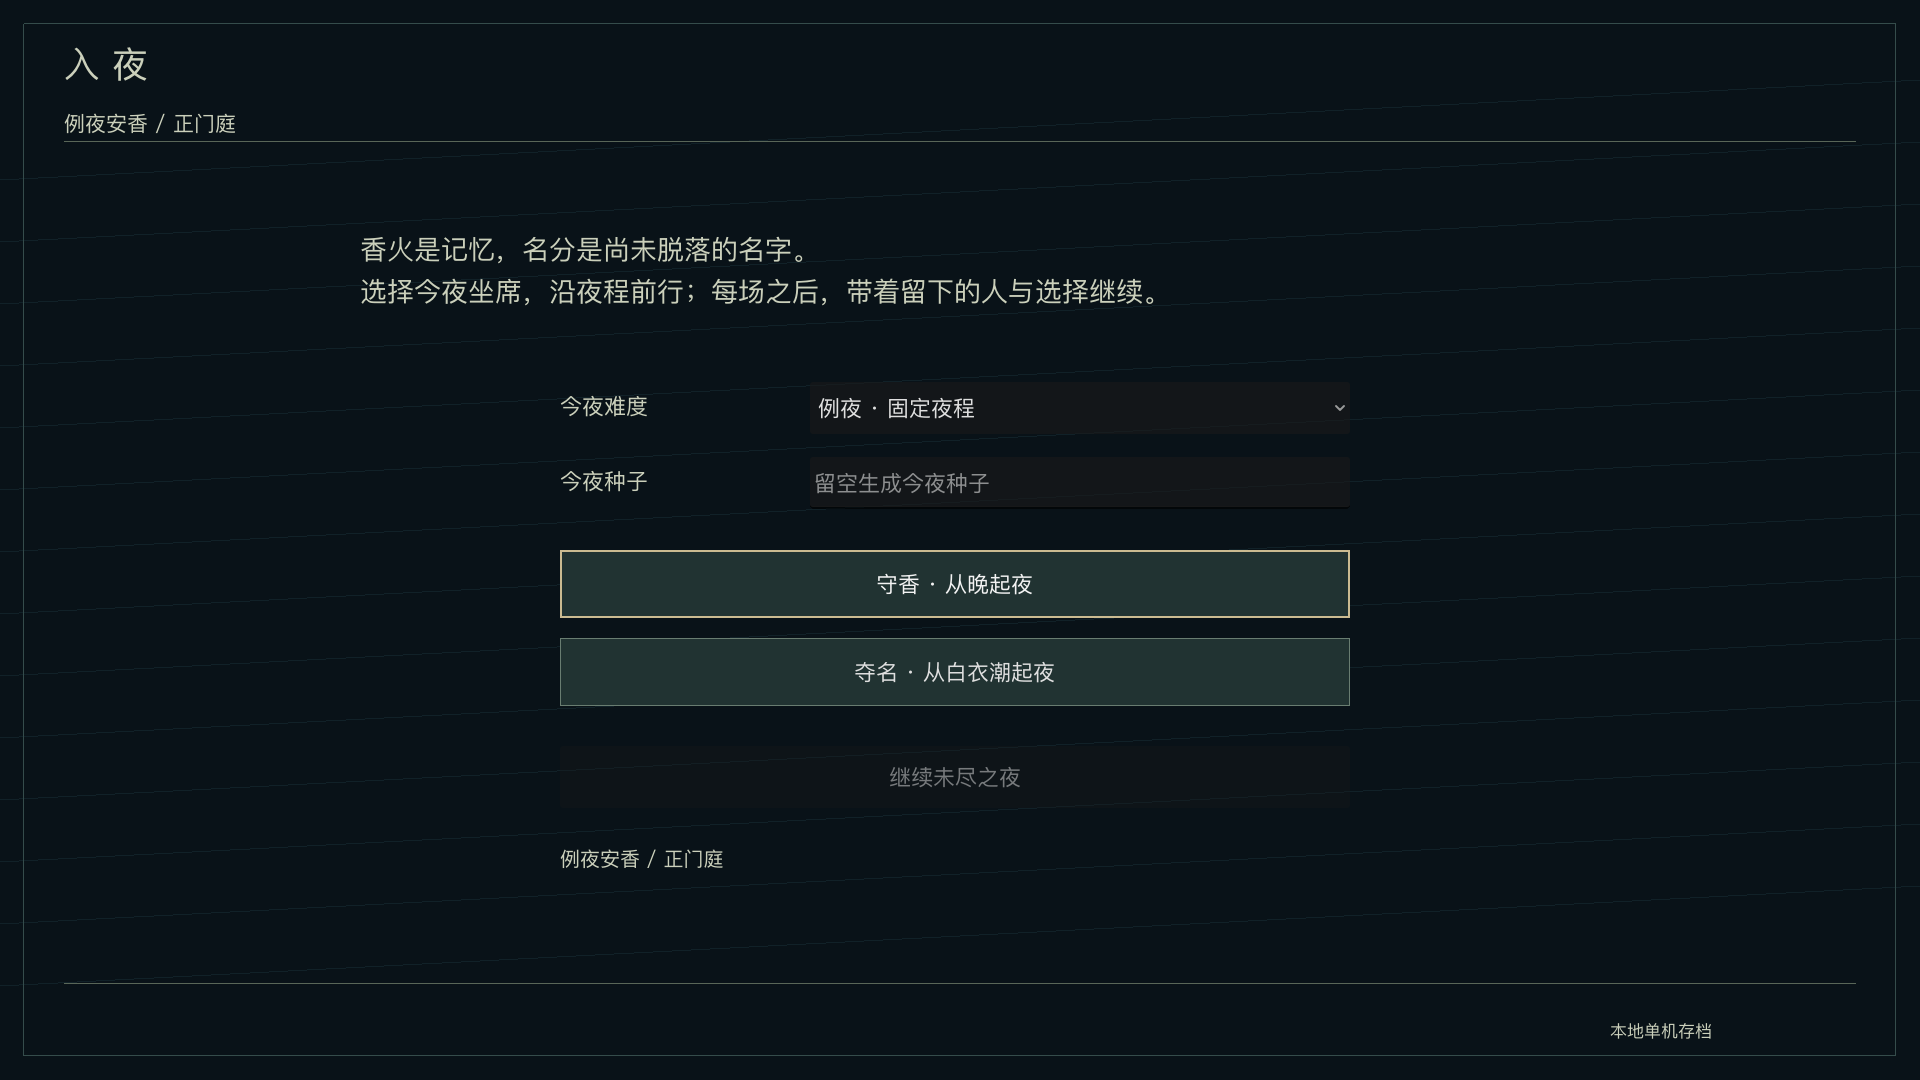 入夜
例夜安香 / 正门庭
香火是记忆，名分是尚未脱落的名字。
选择今夜坐席，沿夜程前行；每场之后，带着留下的人与选择继续。
今夜难度
例夜 · 固定夜程
今夜种子
留空生成今夜种子
守香 · 从晚起夜
夺名 · 从白衣潮起夜
继续未尽之夜
例夜安香 / 正门庭
本地单机存档